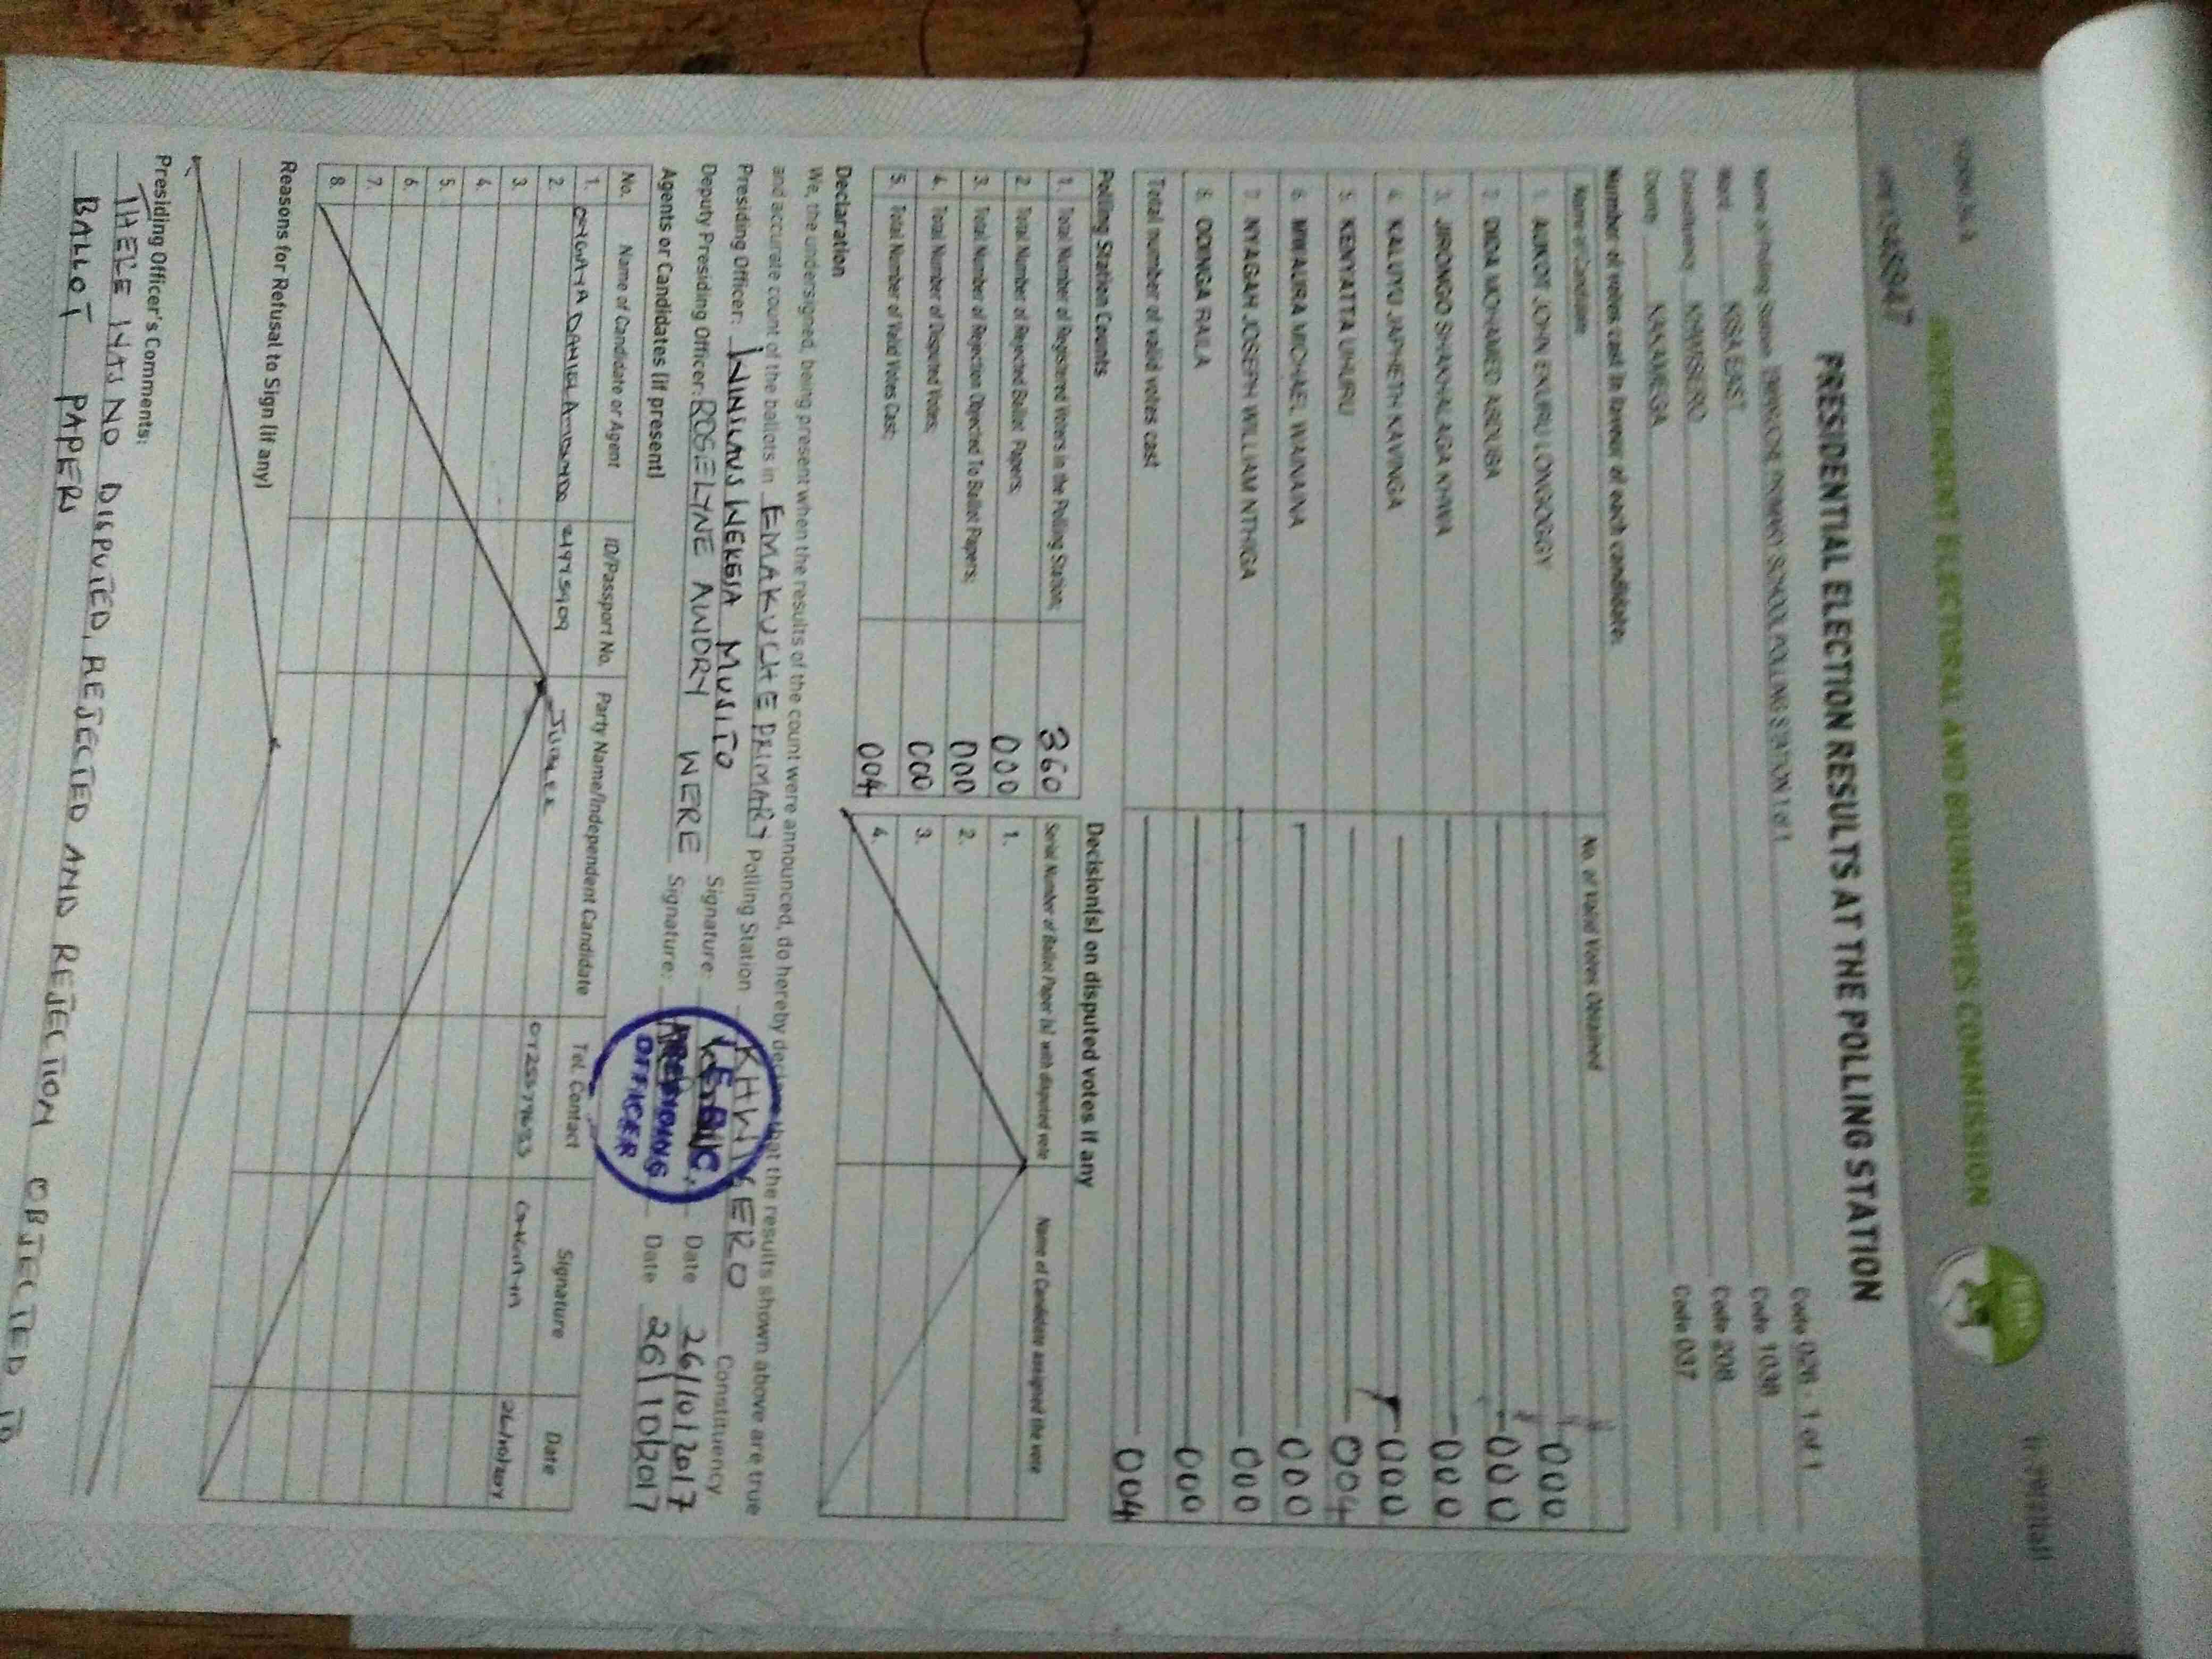 INDEPENDENT ELECTORAL AND BOUNDARIES COMMISSION
IEBC
PRESIDENTIAL ELECTION RESULTS AT THE POLLING STATION
Name of Polling Station EMAKUCHE PRIMARY SCHOOL POLLING STATION 1 of 1 Code 028 - 1 of 1
Ward KISA EAST Code 1038
Constituency KHWISERO Code 208
County KAKAMEGA Code 037
Number of votes cast in favour of each candidate:
Name of Candidate No. of Valid Votes Obtained
1. AUKOT JOHN EKURU LONGOGGY 000
2. DIDA MOHAMED ABDUBA 000
3. JIRONGO SHAKHALAGA KHWA 000
4. KALUYU JAPHETH KAVINGA 000
5. KENYATTA UHURU 004
6. MWAURA MICHAEL WAINAINA 000
7. NYAGAH JOSEPH WILLIAM NTHIGA 000
8. ODINGA RAILA 000
Total number of valid votes cast 004
Polling Station Counts
1. Total Number of Registered Voters in the Polling Station; 360
2. Total Number of Rejected Ballot Papers; 000
3. Total Number of Rejection Objected To Ballot Papers; 000
4. Total Number of Disputed Votes; 000
5. Total Number of Valid Votes Cast; 004
Decision(s) on disputed votes if any
Serial Number of Ballot Paper (s) with disputed vote Name of Candidate assigned the vote
1.
2.
3.
4.
Declaration
We, the undersigned, being present when the results of the count were announced, do hereby declare that the results shown above are true
and accurate count of the ballots in EMAKUCHE PRIMARY Polling Station KHWISERO Constituency
Presiding Officer: WINSLAUS WEKESA MUSITO Signature: Date 26/10/2017
Deputy Presiding Officer: ROSELYNE AWORY WERE Signature: Date 26/10/2017
I.E.B.C.
PRESIDING
OFFICER
Agents or Candidates (if present)
No. Name of Candidate or Agent ID/Passport No. Party Name/Independent Candidate Tel. Contact Signature Date
1. DANIEL 21975909 JUBILEE 26/10/2017
2.
3.
4.
5.
6.
7.
8.
Reasons for Refusal to Sign (if any)
Presiding Officer's Comments:
THERE WAS NO DISPUTED, REJECTED AND REJECTION OBJECTED TO
BALLOT PAPERS